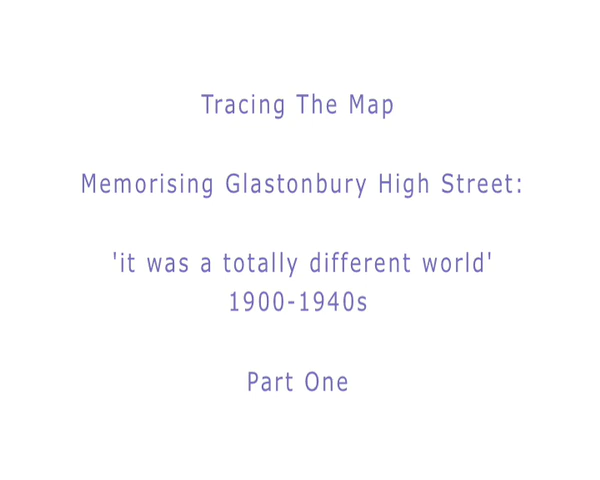 Tracing The Map
Memorising Glastonbury High Street:
'it was a totally different world'
1900-1940s
Part One